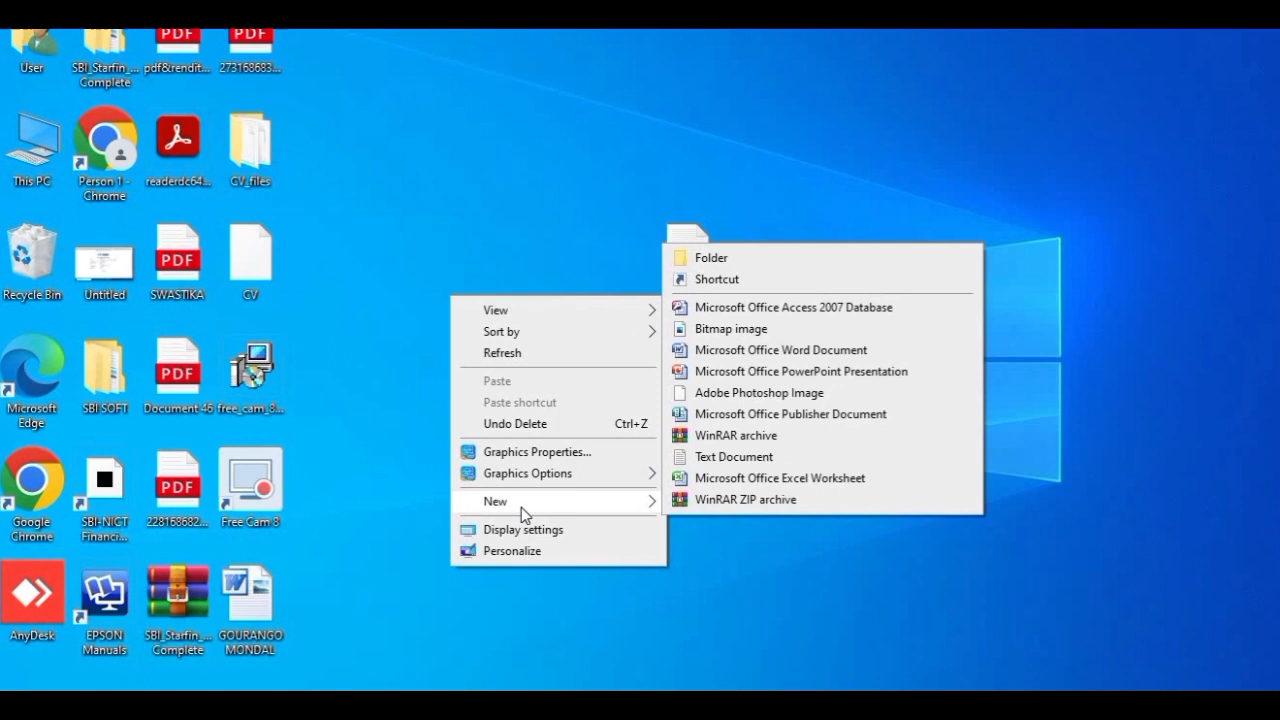 PDF
PDF
User
SBI_Starfin_...
Complete
pdf&rendit...
273168683...
This PC
Person 1 -
Chrome
readerdc64...
CV_files
PDF
Recycle Bin
Untitled
SWASTIKA
CV
PDF
Microsoft
Edge
SBI SOFT
Document 46
free_cam_8...
PDF
Google
Chrome
SBI-NICT
Financi...
228168682...
Free Cam 8
AnyDesk
EPSON
Manuals
SBI_Starfin_...
Complete
GOURANGO
MONDAL
View
Sort by
Refresh
Paste
Paste shortcut
Undo Delete Ctrl+Z
Graphics Properties...
Graphics Options
New
Display settings
Personalize
Folder
Shortcut
Microsoft Office Access 2007 Database
Bitmap image
Microsoft Office Word Document
Microsoft Office PowerPoint Presentation
Adobe Photoshop Image
Microsoft Office Publisher Document
WinRAR archive
Text Document
Microsoft Office Excel Worksheet
WinRAR ZIP archive